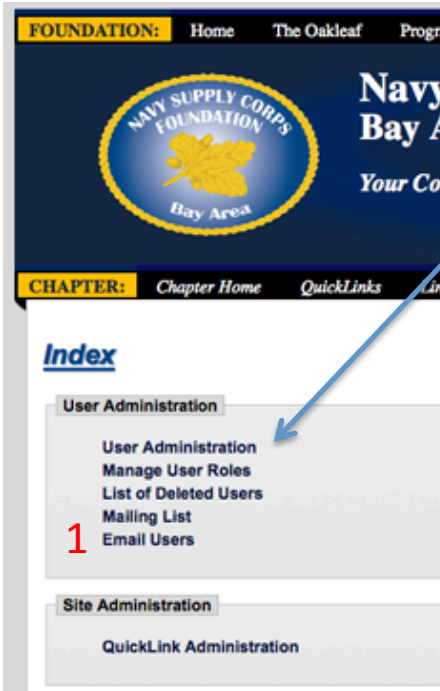 FOUNDATION: Home The Oakleaf Progr
NAVY SUPPLY CORPS
FOUNDATION
Bay Area
Navy
Bay A
Your Co
CHAPTER: Chapter Home QuickLinks Lin
Index
User Administration
User Administration
Manage User Roles
List of Deleted Users
Mailing List
1 Email Users
Site Administration
QuickLink Administration